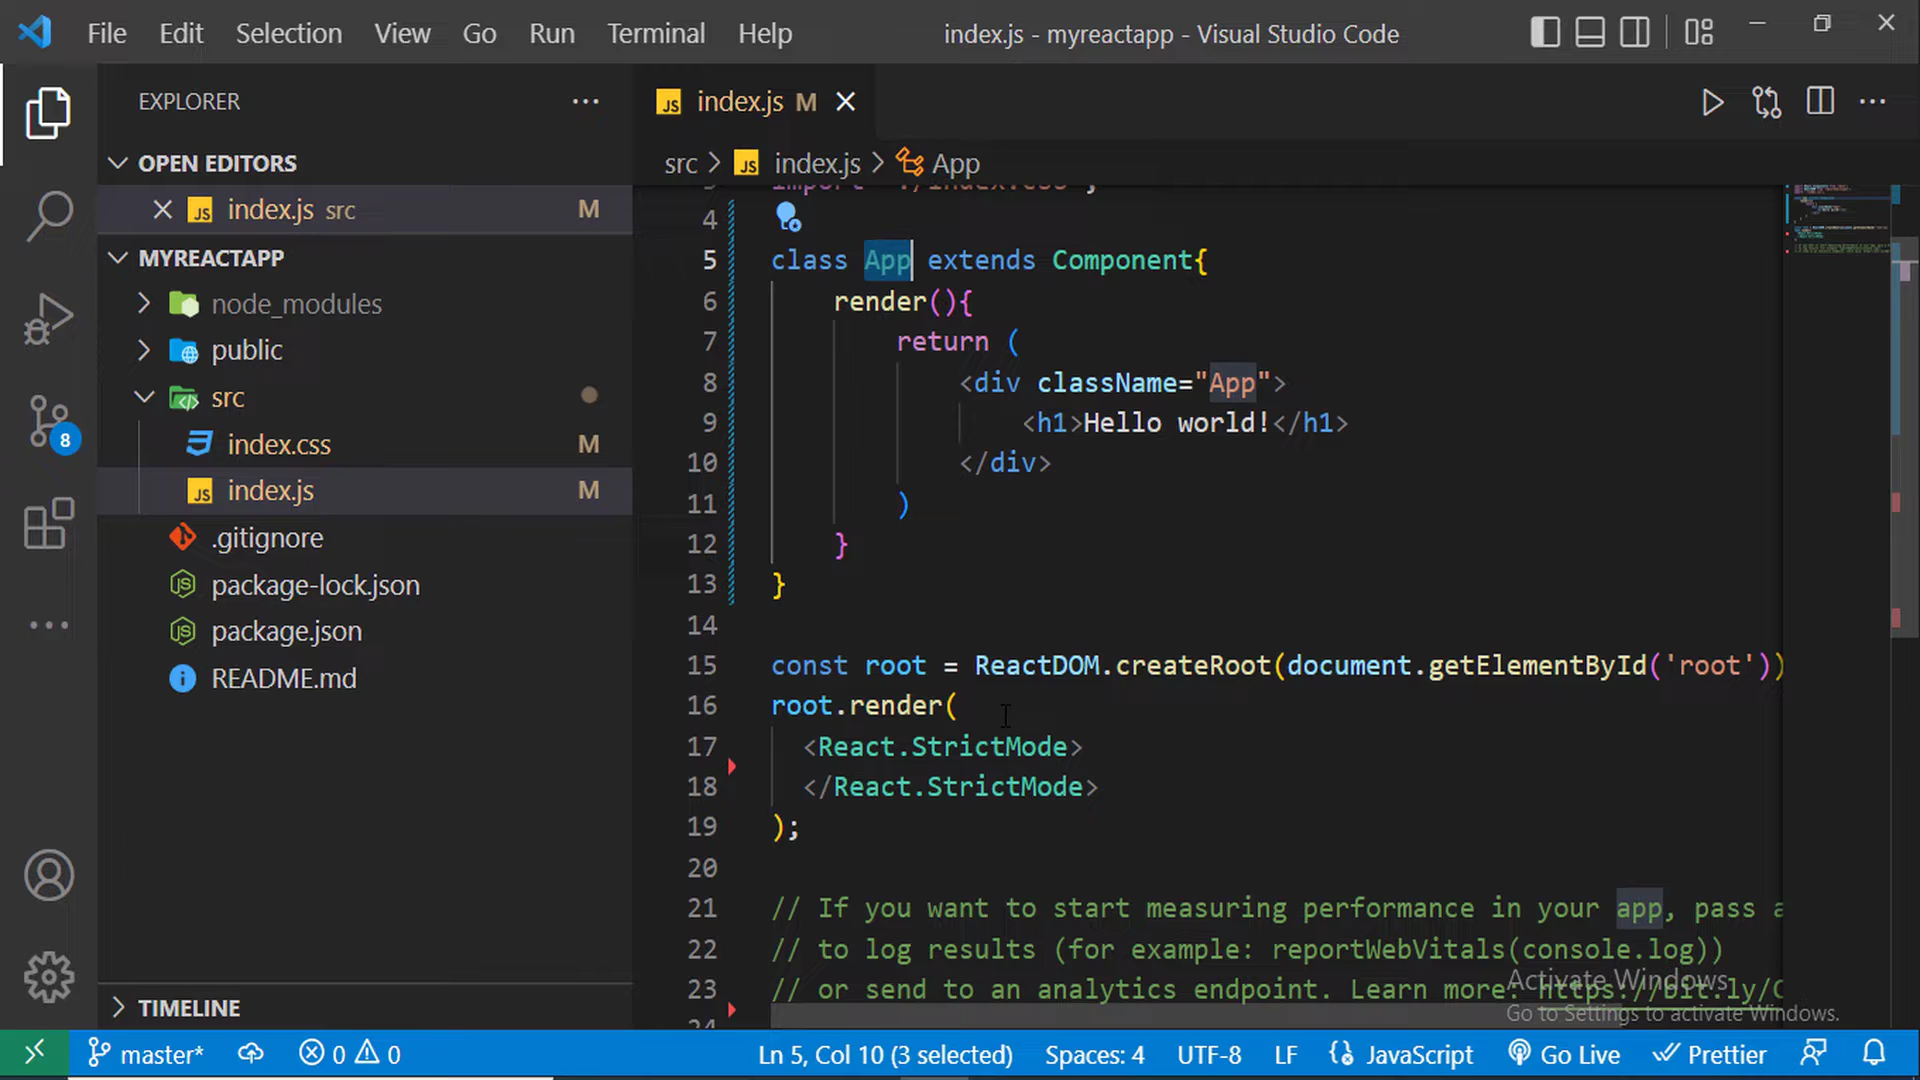 File Edit Selection View Go Run Terminal Help index.js - myreactapp - Visual Studio Code
EXPLORER
OPEN EDITORS
index.js src M
MYREACTAPP
node_modules
public
src
index.css M
index.js M
.gitignore
package-lock.json
package.json
README.md
TIMELINE
8
index.js M
src > index.js > App
import './index.css';
4
5 class App extends Component{
6 render(){
7 return (
8 <div className="App">
9 <h1>Hello world!</h1>
10 </div>
11 )
12 }
13 }
14
15 const root = ReactDOM.createRoot(document.getElementById('root'))
16 root.render(
17 <React.StrictMode>
18 </React.StrictMode>
19 );
20
21 // If you want to start measuring performance in your app, pass a
22 // to log results (for example: reportWebVitals(console.log))
23 // or send to an analytics endpoint. Learn more: https://bit.ly/C
Activate Windows
Go to Settings to activate Windows.
master* 0 0 Ln 5, Col 10 (3 selected) Spaces: 4 UTF-8 LF JavaScript Go Live Prettier